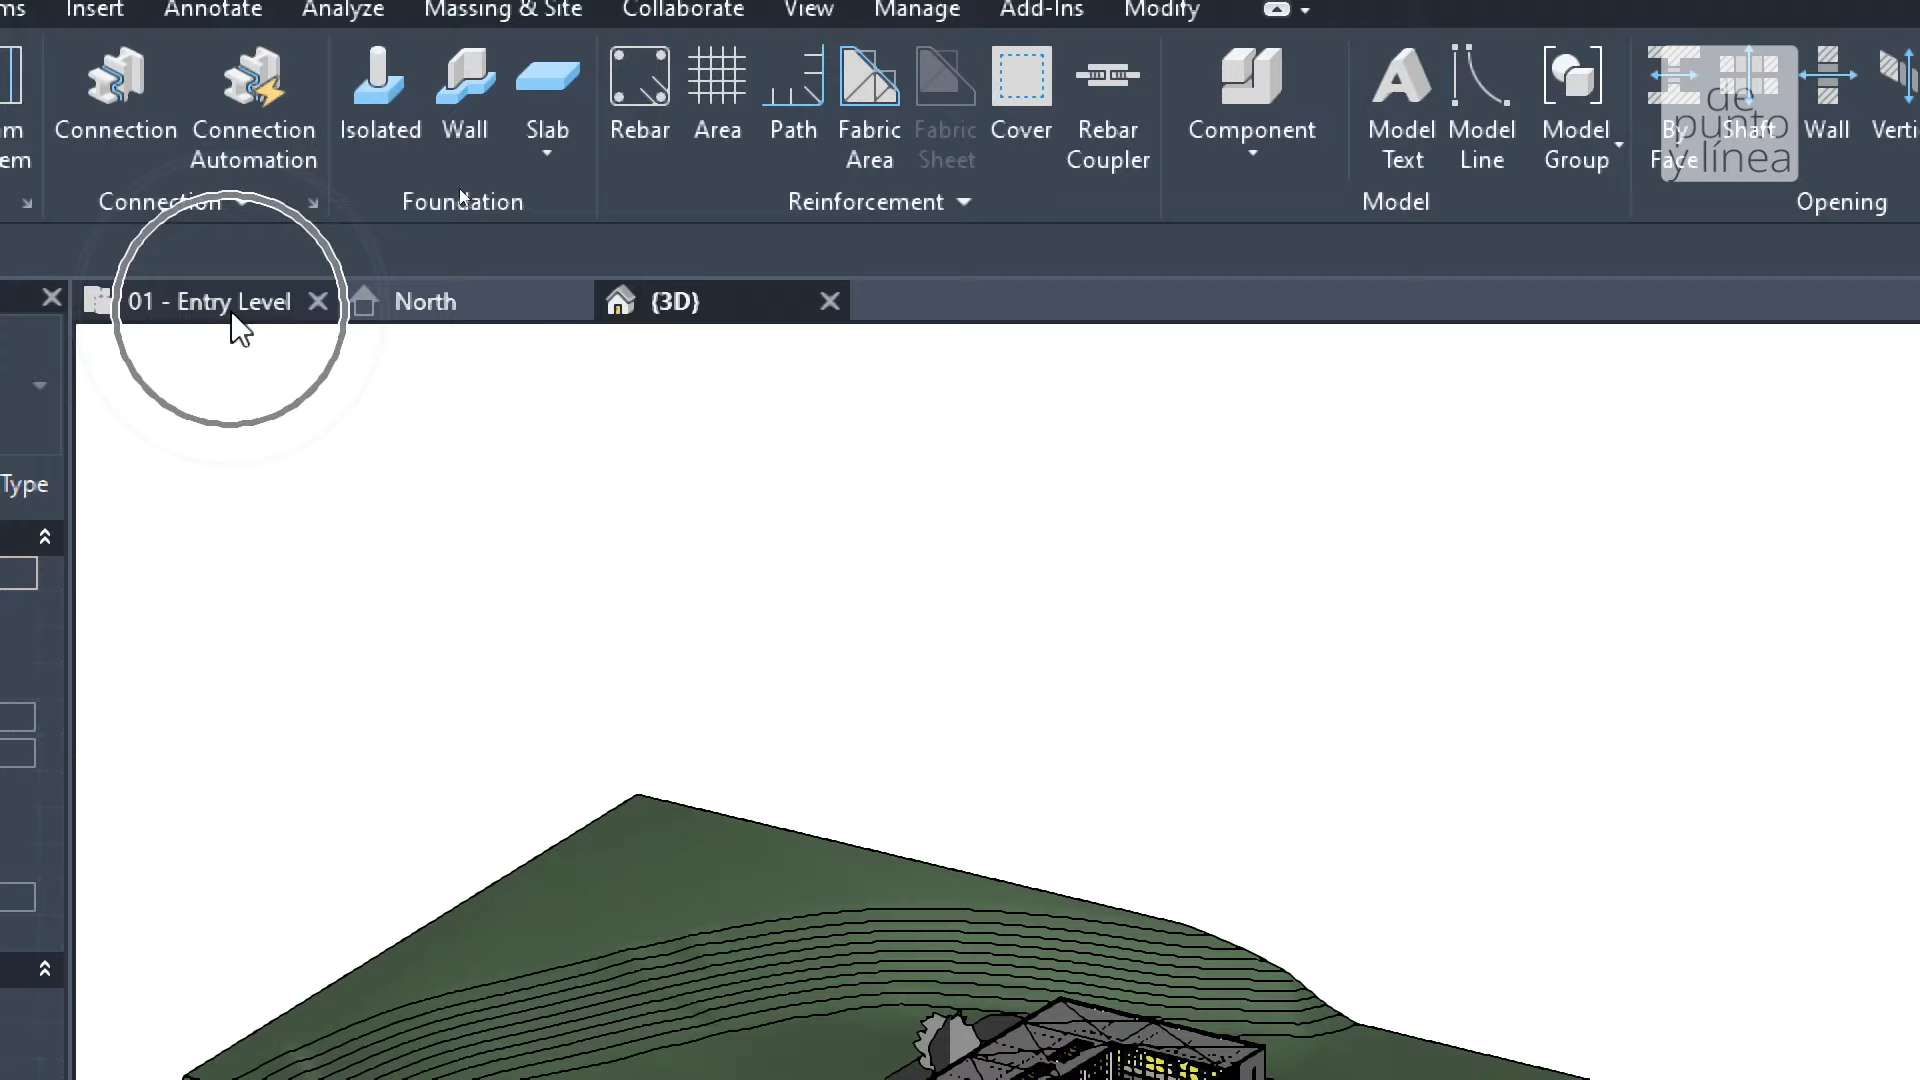 ms Insert Annotate Analyze Massing & Site Collaborate View Manage Add-Ins Modify
am
em
Connection
Connection
Automation
Isolated
Wall
Slab
Rebar
Area
Path
Fabric
Area
Fabric
Sheet
Cover
Rebar
Coupler
Component
Model
Text
Model
Line
Model
Group
By
Face
Shaft
Wall
Verti
de
punto
y línea
Connection Foundation Reinforcement Model Opening
01 - Entry Level North {3D}
Type